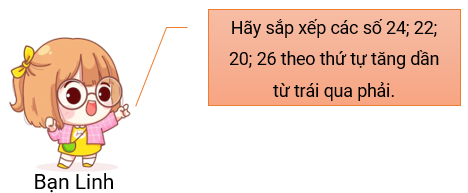 Hãy sắp xếp các số 24; 22;
20; 26 theo thứ tự tăng dần
từ trái qua phải.
Bạn Linh